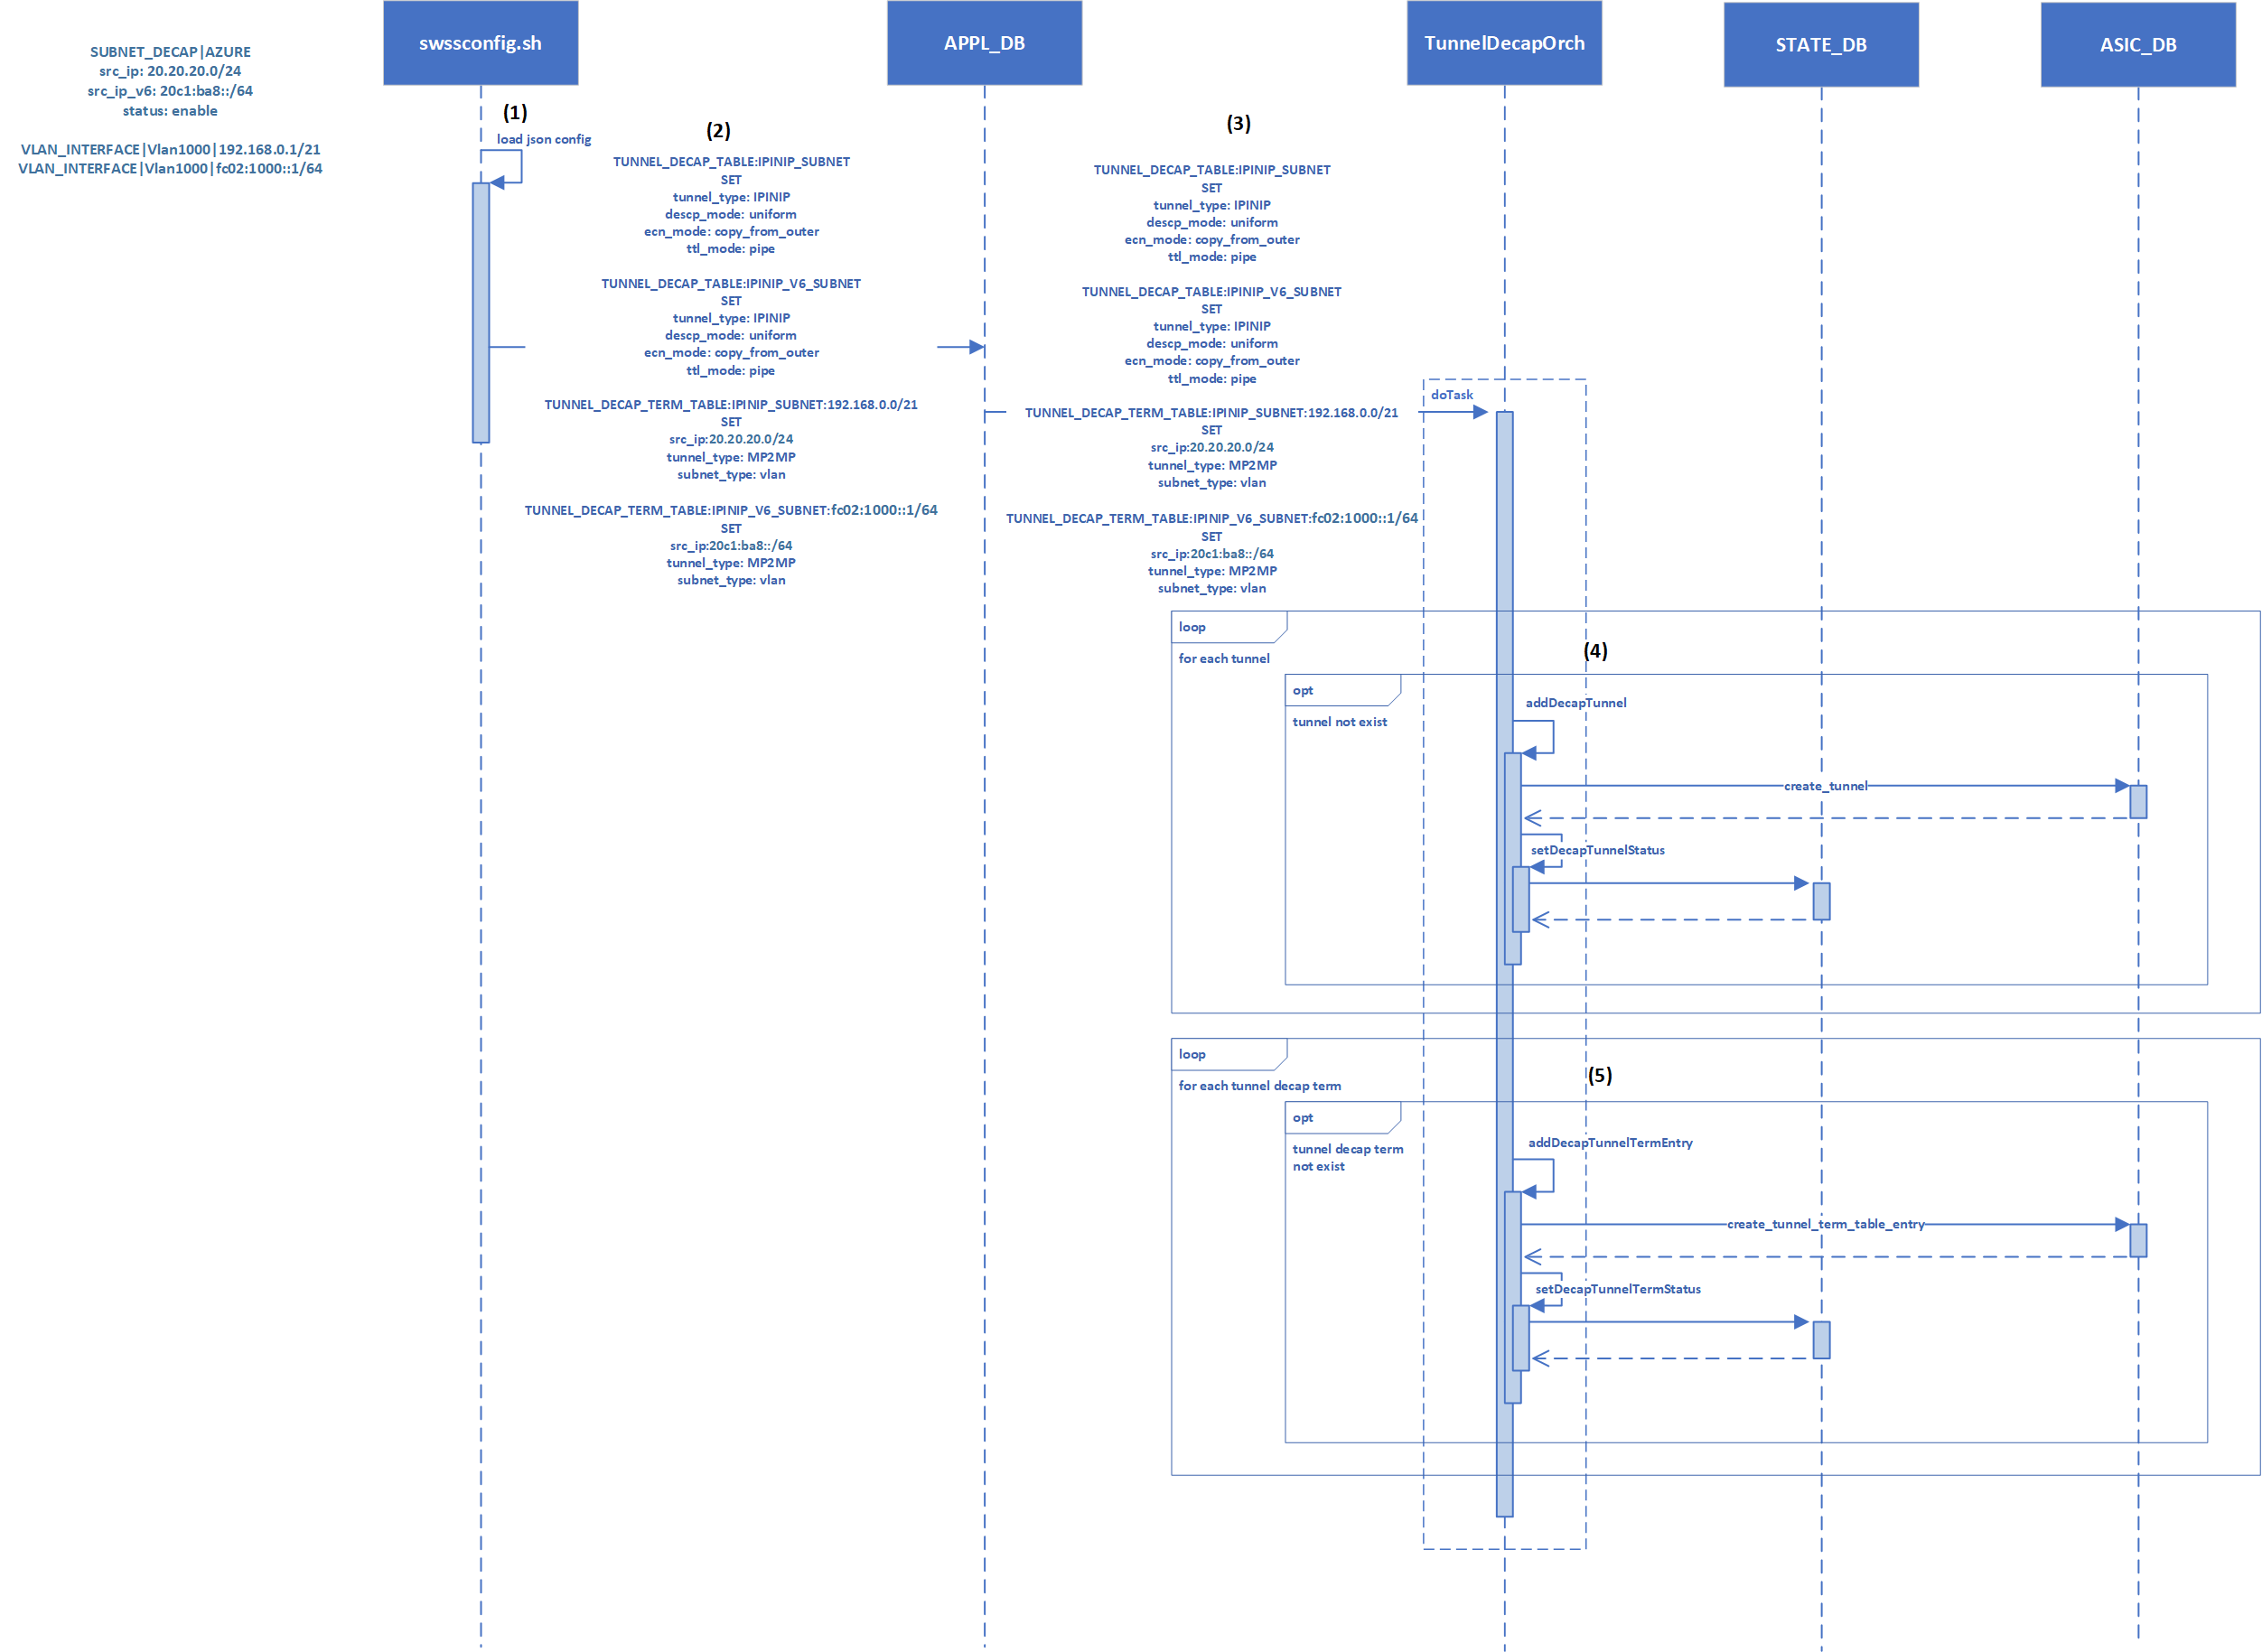 swssconfig.sh
APPL_DB
TunnelDecapOrch
STATE_DB
ASIC_DB
SUBNET_DECAP|AZURE
src_ip: 20.20.20.0/24
src_ip_v6: 20c1:ba8::/64
status: enable
VLAN_INTERFACE|Vlan1000|192.168.0.1/21
VLAN_INTERFACE|Vlan1000|fc02:1000::1/64
(1)
load json config
(2)
TUNNEL_DECAP_TABLE:IPINIP_SUBNET
SET
tunnel_type: IPINIP
descp_mode: uniform
ecn_mode: copy_from_outer
ttl_mode: pipe
TUNNEL_DECAP_TABLE:IPINIP_V6_SUBNET
SET
tunnel_type: IPINIP
descp_mode: uniform
ecn_mode: copy_from_outer
ttl_mode: pipe
TUNNEL_DECAP_TERM_TABLE:IPINIP_SUBNET:192.168.0.0/21
SET
src_ip:20.20.20.0/24
tunnel_type: MP2MP
subnet_type: vlan
TUNNEL_DECAP_TERM_TABLE:IPINIP_V6_SUBNET:fc02:1000::1/64
SET
src_ip:20c1:ba8::/64
tunnel_type: MP2MP
subnet_type: vlan
(3)
TUNNEL_DECAP_TABLE:IPINIP_SUBNET
SET
tunnel_type: IPINIP
descp_mode: uniform
ecn_mode: copy_from_outer
ttl_mode: pipe
TUNNEL_DECAP_TABLE:IPINIP_V6_SUBNET
SET
tunnel_type: IPINIP
descp_mode: uniform
ecn_mode: copy_from_outer
ttl_mode: pipe
TUNNEL_DECAP_TERM_TABLE:IPINIP_SUBNET:192.168.0.0/21
SET
src_ip:20.20.20.0/24
tunnel_type: MP2MP
subnet_type: vlan
TUNNEL_DECAP_TERM_TABLE:IPINIP_V6_SUBNET:fc02:1000::1/64
SET
src_ip:20c1:ba8::/64
tunnel_type: MP2MP
subnet_type: vlan
doTask
loop
for each tunnel
(4)
opt
tunnel not exist
addDecapTunnel
create_tunnel
setDecapTunnelStatus
loop
for each tunnel decap term
(5)
opt
tunnel decap term
not exist
addDecapTunnelTermEntry
create_tunnel_term_table_entry
setDecapTunnelTermStatus